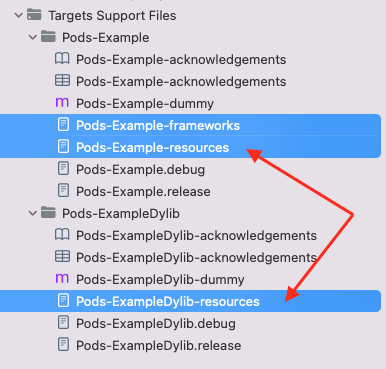 Targets Support Files
Pods-Example
Pods-Example-acknowledgements
Pods-Example-acknowledgements
Pods-Example-dummy
Pods-Example-frameworks
Pods-Example-resources
Pods-Example.debug
Pods-Example.release
Pods-ExampleDylib
Pods-ExampleDylib-acknowledgements
Pods-ExampleDylib-acknowledgements
Pods-ExampleDylib-dummy
Pods-ExampleDylib-resources
Pods-ExampleDylib.debug
Pods-ExampleDylib.release